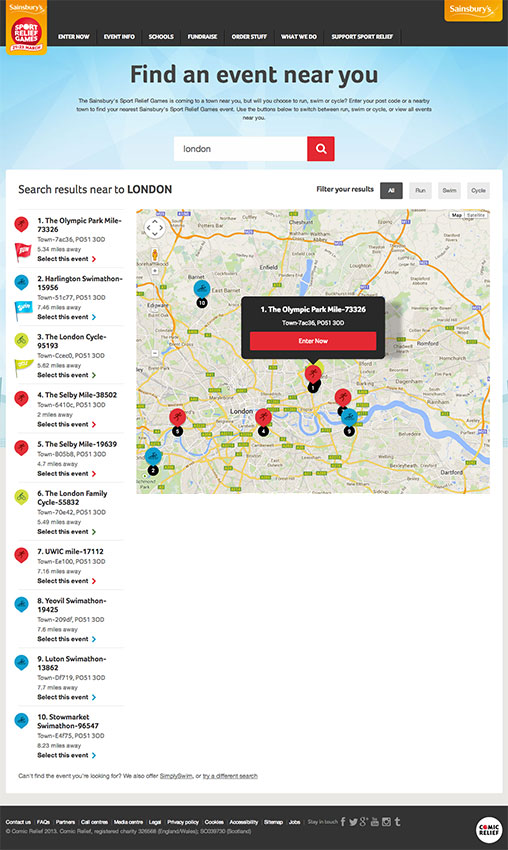 Sainsbury's
SPORT
RELIEF
GAMES
21-23 MARCH
ENTER NOW
EVENT INFO
SCHOOLS
FUNDRAISE
ORDER STUFF
WHAT WE DO
SUPPORT SPORT RELIEF
Sainsbury's
Find an event near you
The Sainsbury's Sport Relief Games is coming to a town near you, but will you choose to run, swim or cycle? Enter your post code or a nearby
town to find your nearest Sainsbury's Sport Relief Games event. Use the buttons below to switch between run, swim or cycle, or view all events
near you.
london
Search results near to LONDON
Filter your results
All
Run
Swim
Cycle
1. The Olympic Park Mile-
73326
Town-7ac36, PO51 3OD
5.34 miles away
Select this event
2. Harlington Swimathon-
15956
Town-51c77, PO51 3OD
7.46 miles away
Select this event
3. The London Cycle-
95193
Town-Ccec0, PO51 3OD
5.62 miles away
Select this event
4. The Selby Mile-38502
Town-6410c, PO51 3OD
2 miles away
Select this event
5. The Selby Mile-19639
Town-805b8, PO51 3OD
4.7 miles away
Select this event
6. The London Family
Cycle-55832
Town-70e42, PO51 3OD
5.49 miles away
Select this event
7. UWIC mile-17112
Town-Ee100, PO51 3OD
7.16 miles away
Select this event
8. Yeovil Swimathon-
19425
Town-209df, PO51 3OD
7.6 miles away
Select this event
9. Luton Swimathon-
13862
Town-Df719, PO51 3OD
7.7 miles away
Select this event
10. Stowmarket
Swimathon-96547
Town-E4f75, PO51 3OD
8.23 miles away
Select this event
Map
Satellite
Potters Bar
Cheshunt
Epping
Enfield
Barnet
Loughton
10
1. The Olympic Park Mile-73326
Town-7ac36, PO51 3OD
Enter Now
1
London
5
4
9
2
Bexleyheath
Dartford
Richmond
Park
Can't find the event you're looking for? We also offer SimplySwim, or try a different search
Contact us
FAQs
Partners
Call centres
Media centre
Legal
Privacy policy
Cookies
Accessibility
Sitemap
Jobs
Stay in touch
© Comic Relief 2013. Comic Relief, registered charity 326568 (England/Wales); SC039730 (Scotland)
COMIC
RELIEF